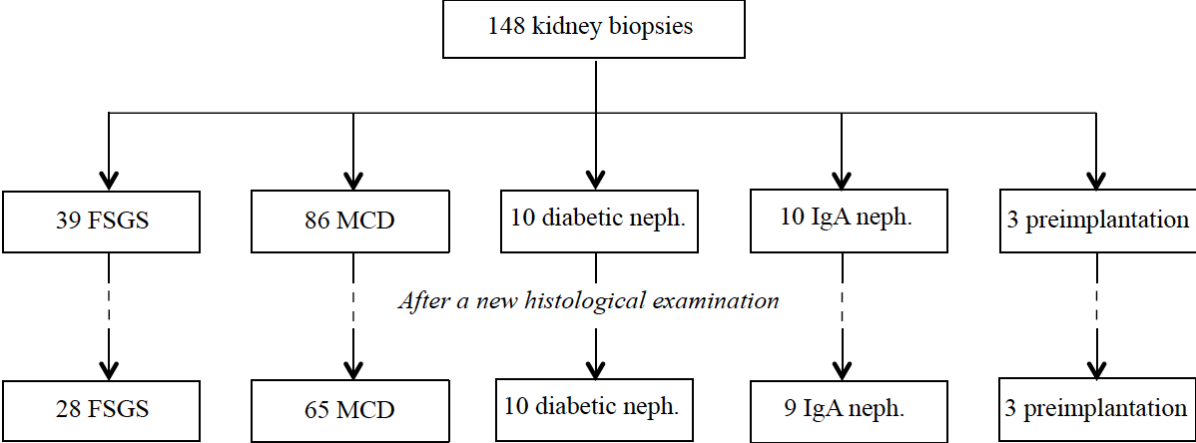 148 kidney biopsies
39 FSGS
86 MCD
10 diabetic neph.
10 IgA neph.
3 preimplantation
After a new histological examination
28 FSGS
65 MCD
10 diabetic neph.
9 IgA neph.
3 preimplantation